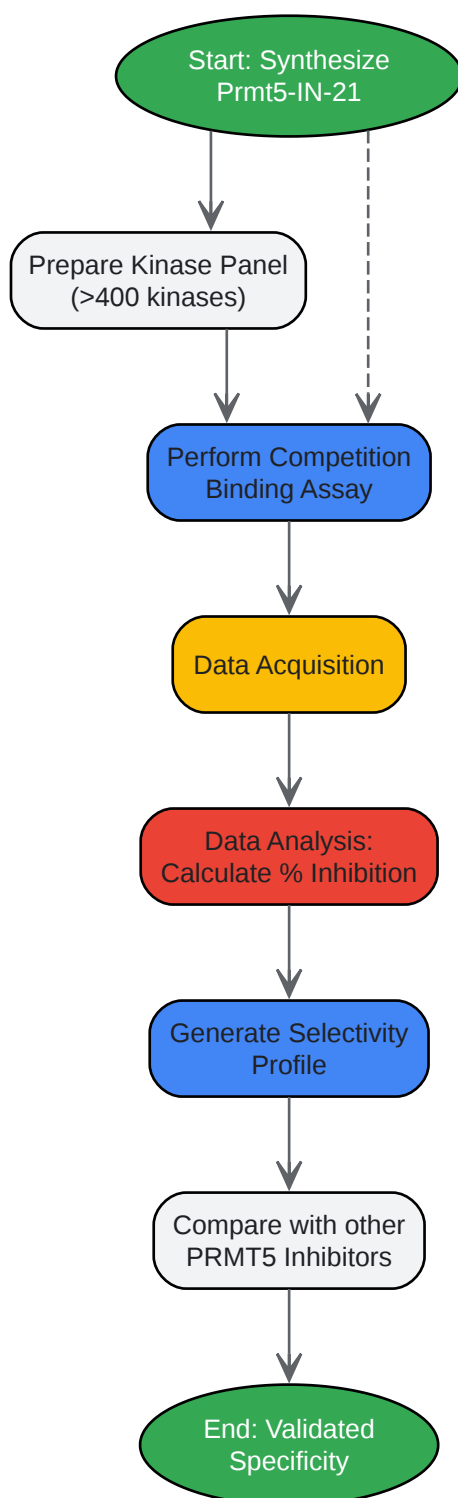 Start: Synthesize
Prmt5-IN-21
Prepare Kinase Panel
(>400 kinases)
Perform Competition
Binding Assay
Data Acquisition
Data Analysis:
Calculate % Inhibition
Generate Selectivity
Profile
Compare with other
PRMT5 Inhibitors
End: Validated
Specificity